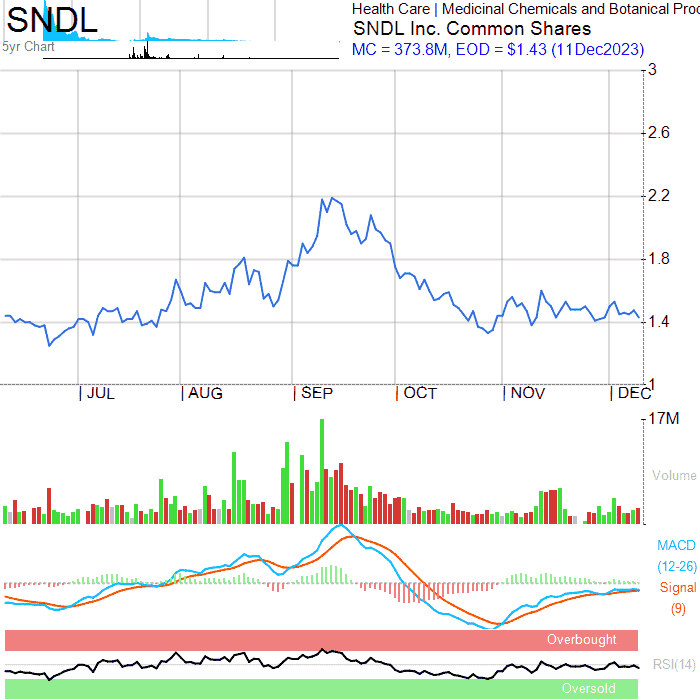 SNDL
5yr Chart
Health Care | Medicinal Chemicals and Botanical Pro
SNDL Inc. Common Shares
MC = 373.8M, EOD = $1.43 (11Dec2023)
3
2.6
2.2
1.8
1.4
1
| JUL | AUG | SEP | OCT | NOV | DEC
17M
Volume
MACD
(12-26)
Signal
(9)
Overbought
RSI(14)
Oversold